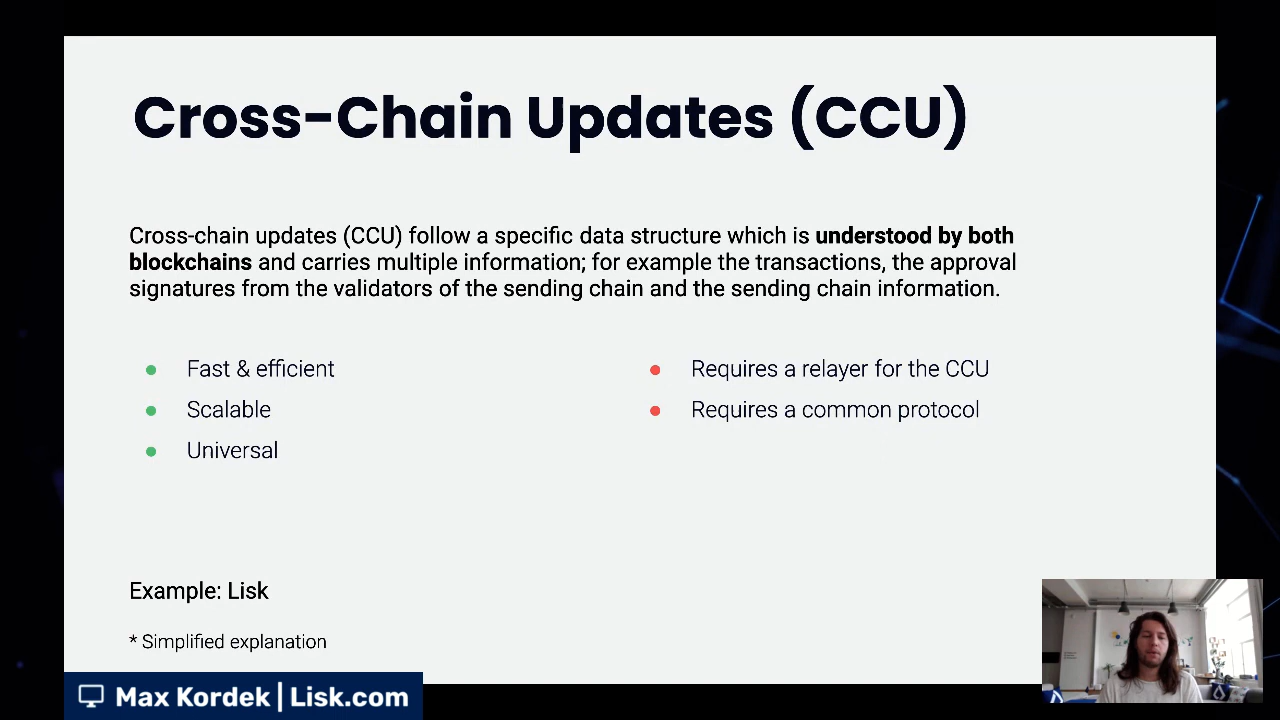 Cross-Chain Updates (CCU)
Cross-chain updates (CCU) follow a specific data structure which is understood by both
blockchains and carries multiple information; for example the transactions, the approval
signatures from the validators of the sending chain and the sending chain information.
Fast & efficient
Scalable
Universal
Requires a relayer for the CCU
Requires a common protocol
Example: Lisk
* Simplified explanation
Max Kordek | Lisk.com